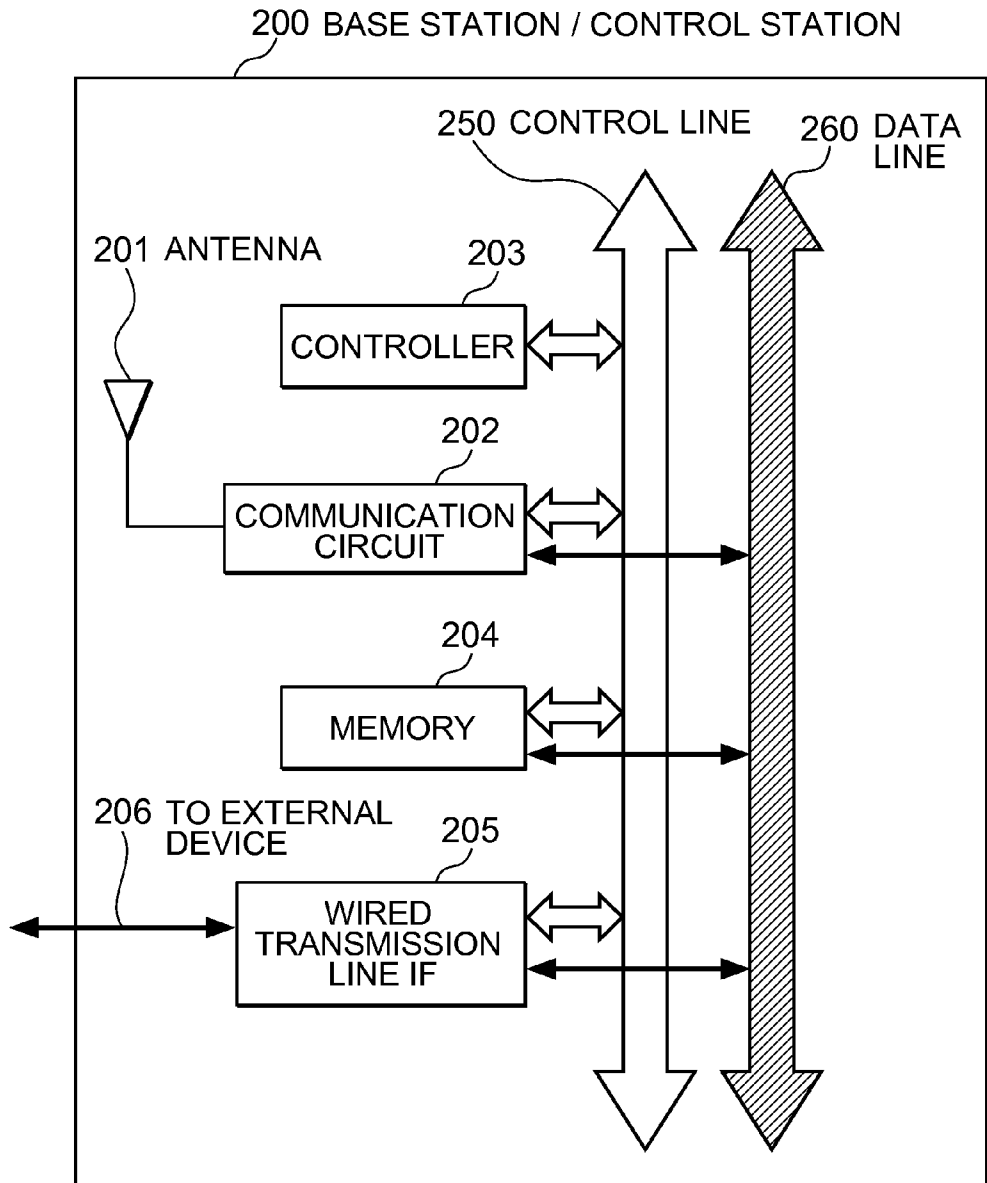 200 BASE STATION / CONTROL STATION
250 CONTROL LINE
260 DATA
LINE
201 ANTENNA
203
CONTROLLER
202
COMMUNICATION
CIRCUIT
204
MEMORY
206 TO EXTERNAL
DEVICE
205
WIRED
TRANSMISSION
LINE IF